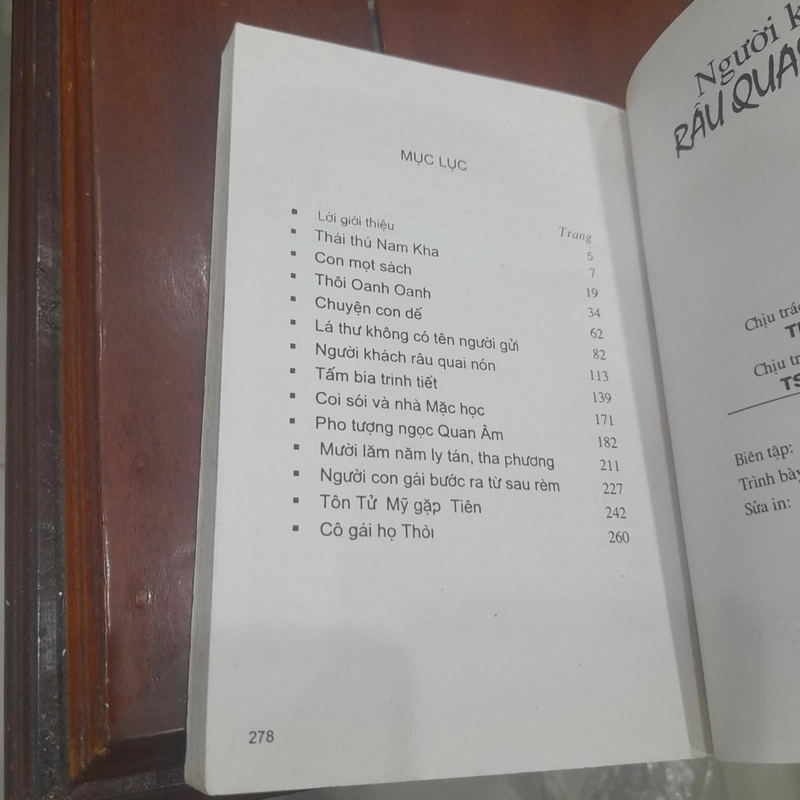 MỤC LỤC
Trang
▪ Lời giới thiệu 5
▪ Thái thú Nam Kha 7
▪ Con mọt sách 19
▪ Thôi Oanh Oanh 34
▪ Chuyện con dế 62
▪ Lá thư không có tên người gửi 82
▪ Người khách râu quai nón 113
▪ Tấm bia trinh tiết 139
▪ Coi sói và nhà Mặc học 171
▪ Pho tượng ngọc Quan Âm 182
▪ Mười lăm năm ly tán, tha phương 211
▪ Người con gái bước ra từ sau rèm 227
▪ Tôn Tử Mỹ gặp Tiên 242
▪ Cô gái họ Thòi 260
278
Người
RÂU
Chịu
Chịu
TS
Biên tập:
Trình bày
Sửa in: